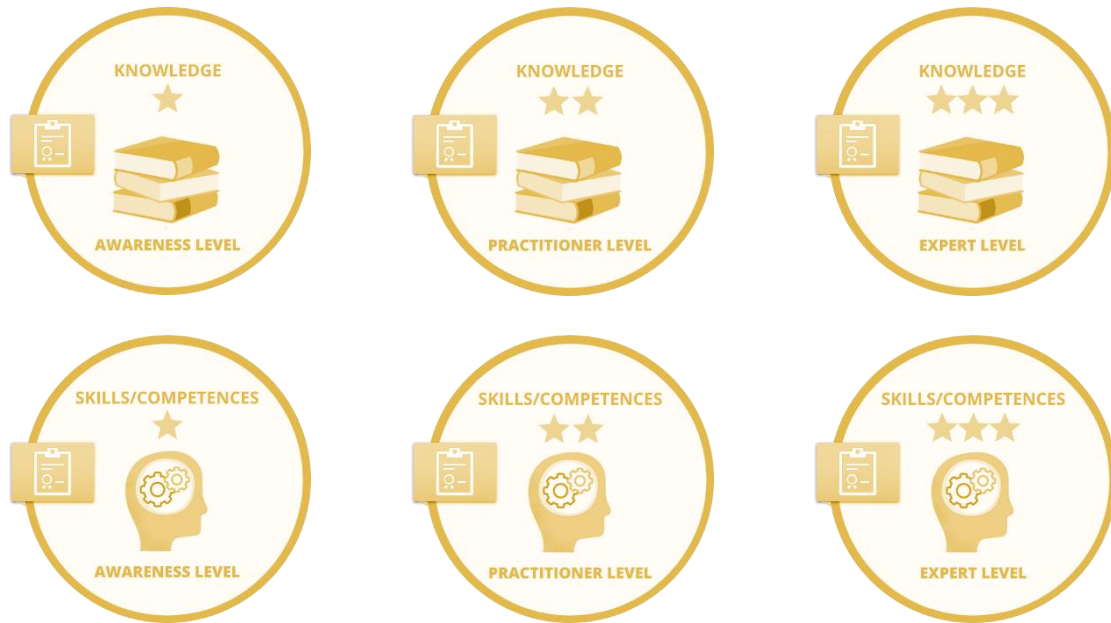 KNOWLEDGE
AWARENESS LEVEL
KNOWLEDGE
PRACTITIONER LEVEL
KNOWLEDGE
EXPERT LEVEL
SKILLS/COMPETENCES
AWARENESS LEVEL
SKILLS/COMPETENCES
PRACTITIONER LEVEL
SKILLS/COMPETENCES
EXPERT LEVEL